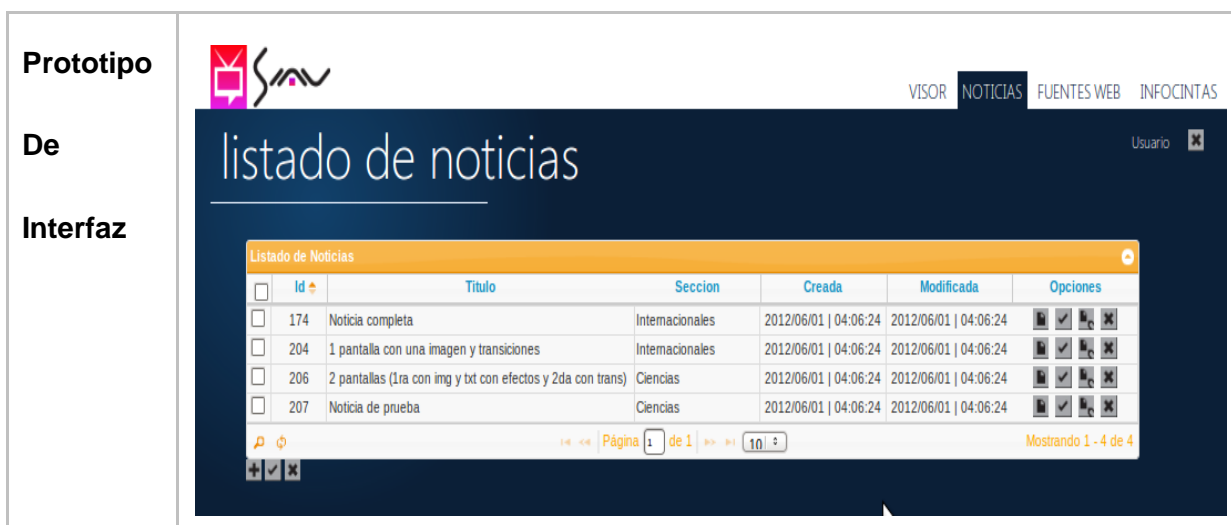 Prototipo
De
Interfaz
VISOR NOTICIAS FUENTES WEB INFOCINTAS
listado de noticias
Usuario
Listado de Noticias
Id Titulo Seccion Creada Modificada Opciones
174 Noticia completa Internacionales 2012/06/01 | 04:06:24 2012/06/01 | 04:06:24
204 1 pantalla con una imagen y transiciones Internacionales 2012/06/01 | 04:06:24 2012/06/01 | 04:06:24
206 2 pantallas (1ra con img y txt con efectos y 2da con trans) Ciencias 2012/06/01 | 04:06:24 2012/06/01 | 04:06:24
207 Noticia de prueba Ciencias 2012/06/01 | 04:06:24 2012/06/01 | 04:06:24
Página 1 de 1 10 Mostrando 1 - 4 de 4